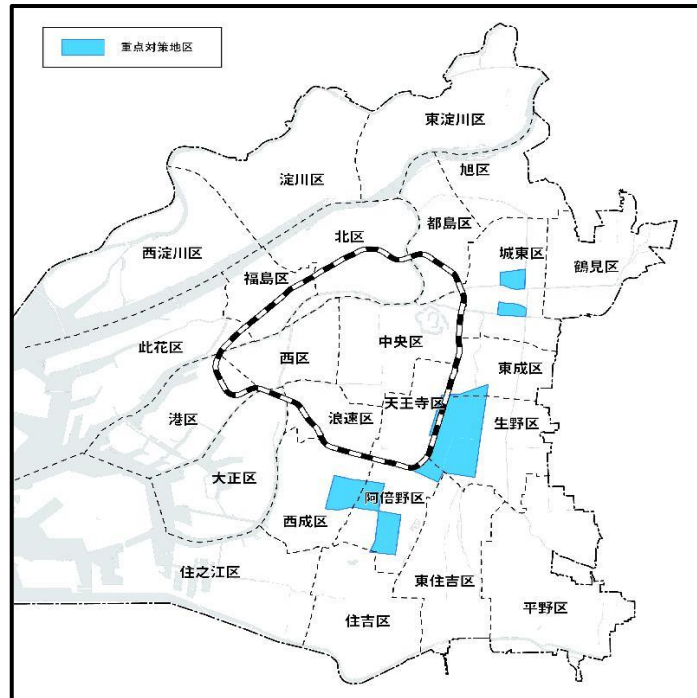 重点対策地区
東淀川区
淀川区
旭区
北区
都島区
西淀川区
城東区
鶴見区
福島区
此花区
西区
中央区
東成区
天王寺区
港区
浪速区
生野区
大正区
阿倍野区
西成区
住之江区
東住吉区
平野区
住吉区